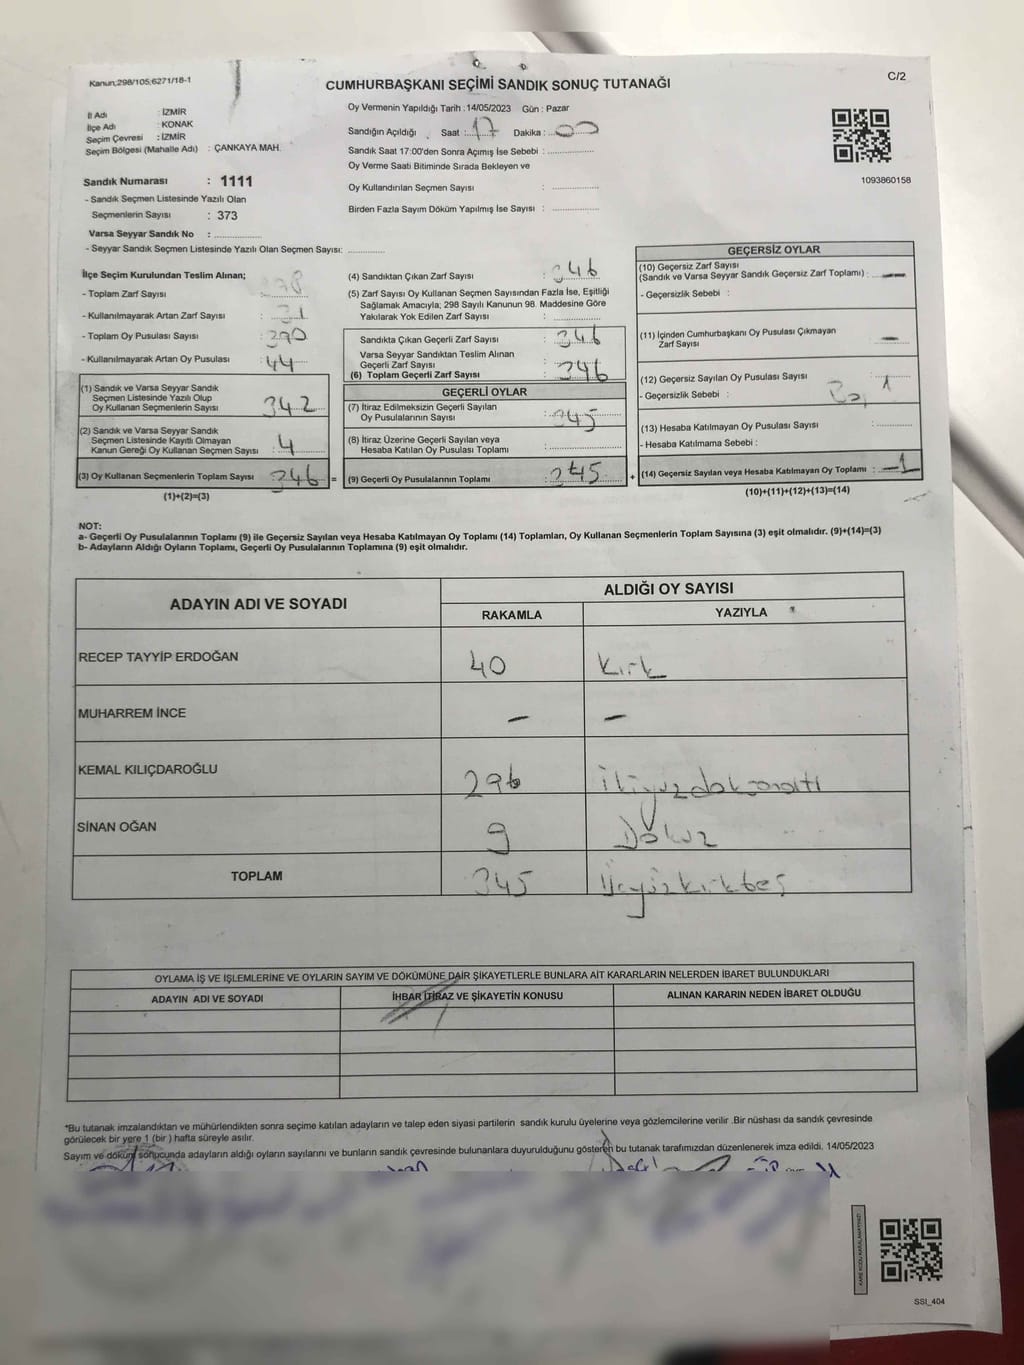 Kanun;298/105;6271/18-1
C/2
CUMHURBAŞKANI SEÇİMİ SANDIK SONUÇ TUTANAĞI
İl Adı : İZMİR
İlçe Adı : KONAK
Seçim Çevresi : İZMİR
Seçim Bölgesi (Mahalle Adı) : ÇANKAYA MAH.
Oy Vermenin Yapıldığı Tarih : 14/05/2023 Gün : Pazar
Sandığın Açıldığı Saat : 17 Dakika : 00
Sandık Saat 17:00'den Sonra Açımış İse Sebebi :
Oy Verme Saati Bitiminde Sırada Bekleyen ve
Oy Kullandırılan Seçmen Sayısı :
Birden Fazla Sayım Döküm Yapılmış İse Sayısı :
1093860158
Sandık Numarası : 1111
- Sandık Seçmen Listesinde Yazılı Olan
Seçmenlerin Sayısı : 373
Varsa Seyyar Sandık No :
- Seyyar Sandık Seçmen Listesinde Yazılı Olan Seçmen Sayısı:
İlçe Seçim Kurulundan Teslim Alınan;
- Toplam Zarf Sayısı :
- Kullanılmayarak Artan Zarf Sayısı : 31
- Toplam Oy Pusulası Sayısı : 390
- Kullanılmayarak Artan Oy Pusulası : 44
(1) Sandık ve Varsa Seyyar Sandık
Seçmen Listesinde Yazılı Olup
Oy Kullanan Seçmenlerin Sayısı : 342
(2) Sandık ve Varsa Seyyar Sandık
Seçmen Listesinde Kayıtlı Olmayan
Kanun Gereği Oy Kullanan Seçmen Sayısı : 4
(3) Oy Kullanan Seçmenlerin Toplam Sayısı : 346 =
(1)+(2)=(3)
(4) Sandıktan Çıkan Zarf Sayısı : 346
(5) Zarf Sayısı Oy Kullanan Seçmen Sayısından Fazla İse, Eşitliği
Sağlamak Amacıyla; 298 Sayılı Kanunun 98. Maddesine Göre
Yakılarak Yok Edilen Zarf Sayısı :
Sandıkta Çıkan Geçerli Zarf Sayısı : 346
Varsa Seyyar Sandıktan Teslim Alınan
Geçerli Zarf Sayısı :
(6) Toplam Geçerli Zarf Sayısı : 346
GEÇERLİ OYLAR
(7) İtiraz Edilmeksizin Geçerli Sayılan
Oy Pusulalarının Sayısı : 345
(8) İtiraz Üzerine Geçerli Sayılan veya
Hesaba Katılan Oy Pusulası Toplamı :
(9) Geçerli Oy Pusulalarının Toplamı : 345 +
GEÇERSİZ OYLAR
(10) Geçersiz Zarf Sayısı
(Sandık ve Varsa Seyyar Sandık Geçersiz Zarf Toplamı) : —
- Geçersizlik Sebebi :
(11) İçinden Cumhurbaşkanı Oy Pusulası Çıkmayan
Zarf Sayısı : —
(12) Geçersiz Sayılan Oy Pusulası Sayısı : 1
- Geçersizlik Sebebi :
(13) Hesaba Katılmayan Oy Pusulası Sayısı :
- Hesaba Katılmama Sebebi :
(14) Geçersiz Sayılan veya Hesaba Katılmayan Oy Toplamı : 1
(10)+(11)+(12)+(13)=(14)
NOT:
a- Geçerli Oy Pusulalarının Toplamı (9) ile Geçersiz Sayılan veya Hesaba Katılmayan Oy Toplamı (14) Toplamları, Oy Kullanan Seçmenlerin Toplam Sayısına (3) eşit olmalıdır. (9)+(14)=(3)
b- Adayların Aldığı Oyların Toplamı, Geçerli Oy Pusulalarının Toplamına (9) eşit olmalıdır.
ADAYIN ADI VE SOYADI
ALDIĞI OY SAYISI
RAKAMLA YAZIYLA
RECEP TAYYİP ERDOĞAN 40 kırk
MUHARREM İNCE — —
KEMAL KILIÇDAROĞLU 296 ikiyüzdoksanaltı
SİNAN OĞAN 9 Dokuz
TOPLAM 345 Üçyüzkırkbeş
OYLAMA İŞ VE İŞLEMLERİNE VE OYLARIN SAYIM VE DÖKÜMÜNE DAİR ŞİKAYETLERLE BUNLARA AİT KARARLARIN NELERDEN İBARET BULUNDUKLARI
ADAYIN ADI VE SOYADI İHBAR İTİRAZ VE ŞİKAYETİN KONUSU ALINAN KARARIN NEDEN İBARET OLDUĞU
*Bu tutanak imzalandıktan ve mühürlendikten sonra seçime katılan adayların ve talep eden siyasi partilerin sandık kurulu üyelerine veya gözlemcilerine verilir .Bir nüshası da sandık çevresinde
görülecek bir yere 1 (bir ) hafta süreyle asılır.
Sayım ve döküm sonucunda adayların aldığı oyların sayılarını ve bunların sandık çevresinde bulunanlara duyurulduğunu gösteren bu tutanak tarafımızdan düzenlenerek imza edildi. 14/05/2023
KARE KODU KARALAMAYINIZ!
SSI_404